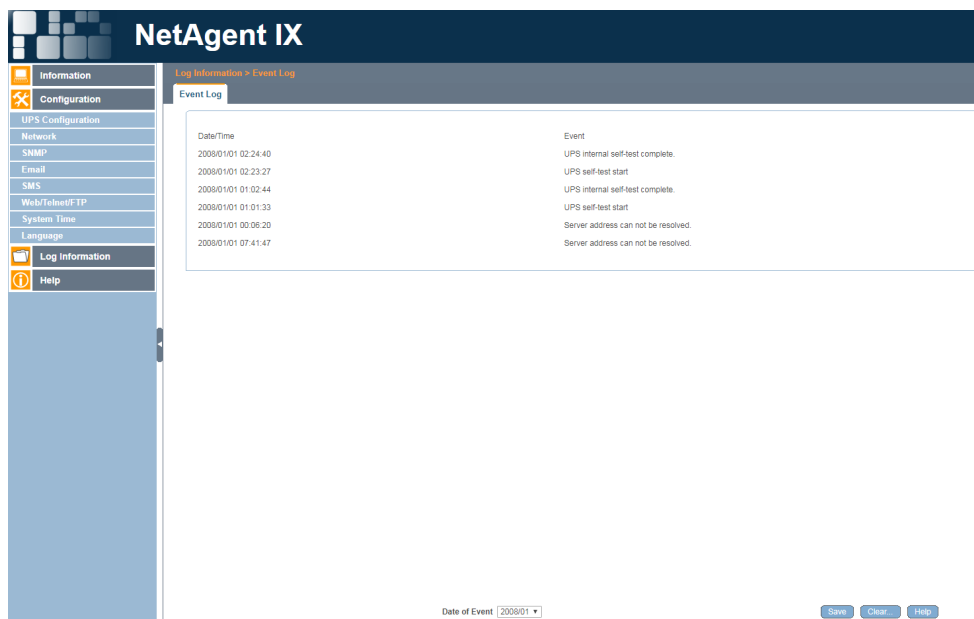 NetAgent IX
Information
Configuration
UPS Configuration
Network
SNMP
Email
SMS
Web/Telnet/FTP
System Time
Language
Log Information
Help
Log Information > Event Log
Event Log
Date/Time Event
2008/01/01 02:24:40 UPS internal self-test complete.
2008/01/01 02:23:27 UPS self-test start
2008/01/01 01:02:44 UPS internal self-test complete.
2008/01/01 01:01:33 UPS self-test start
2008/01/01 00:06:20 Server address can not be resolved.
2008/01/01 07:41:47 Server address can not be resolved.
Date of Event 2008/01 Save Clear... Help